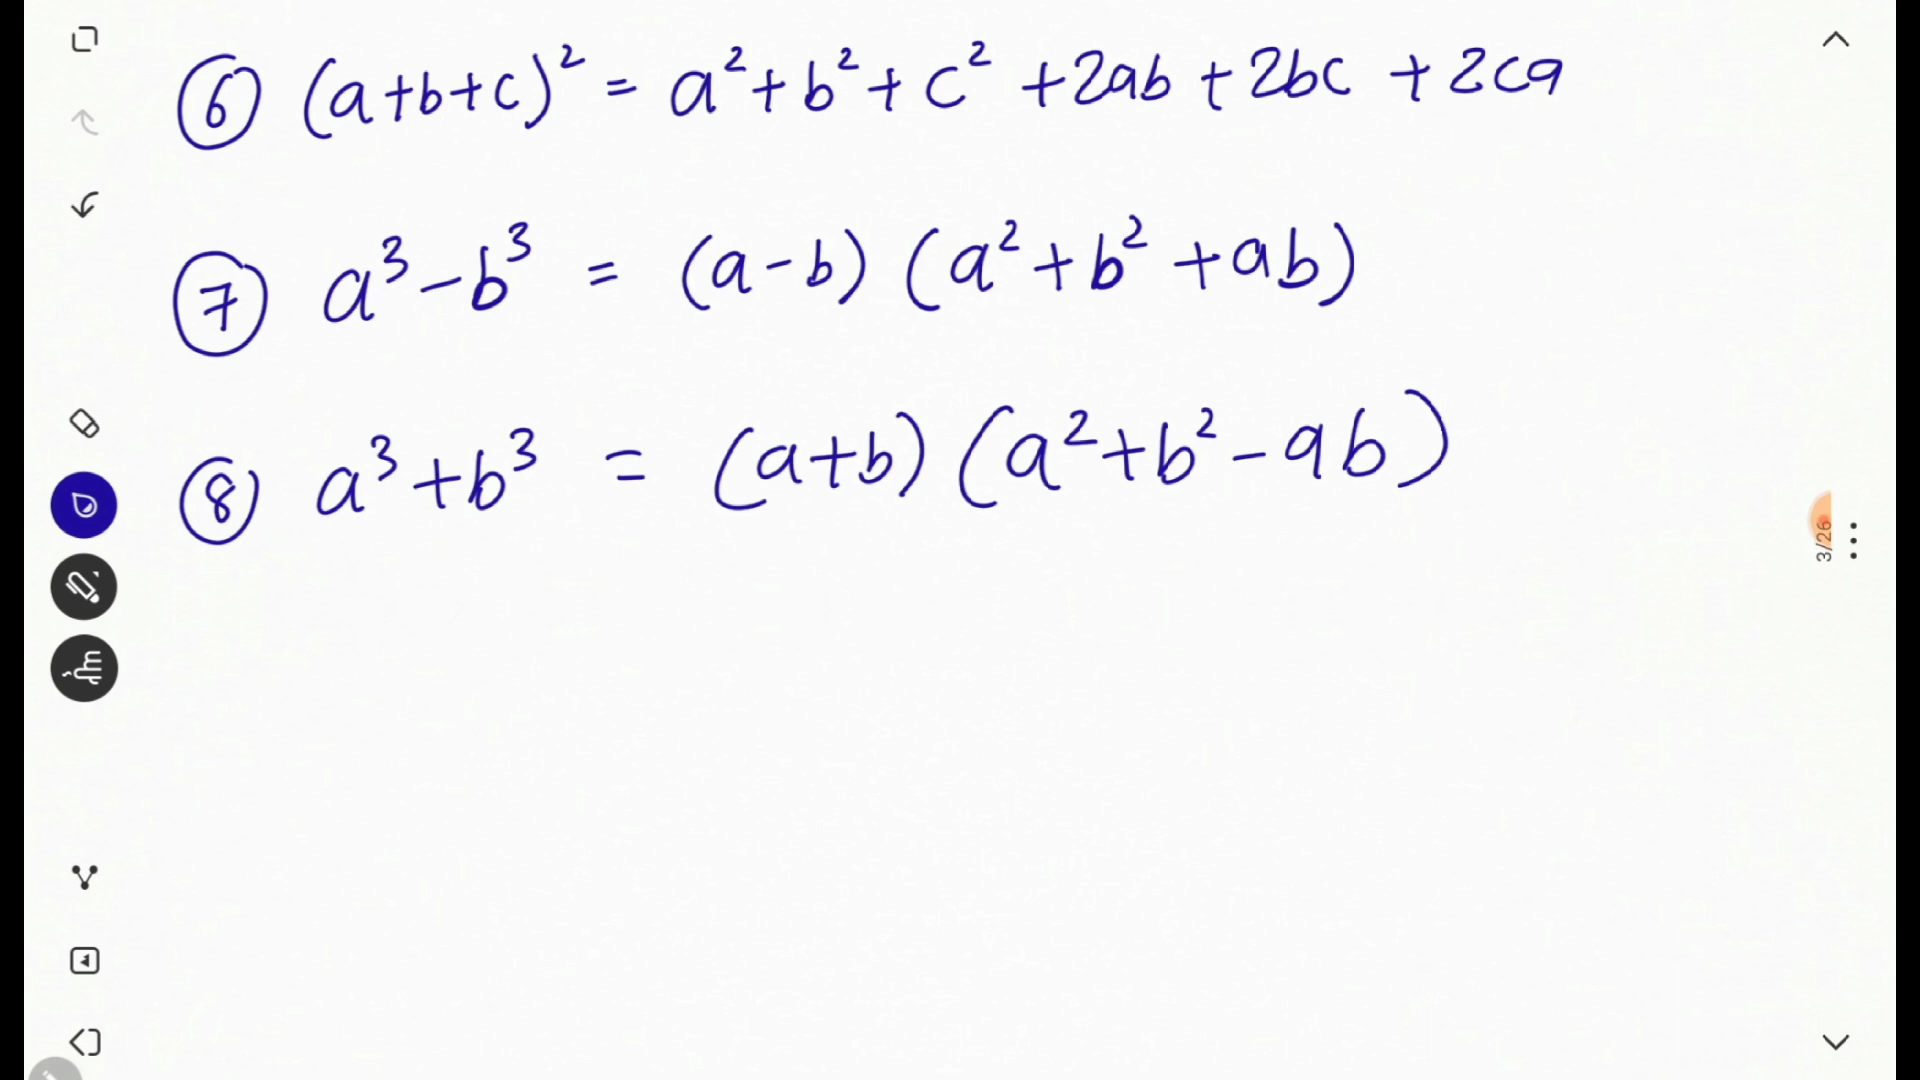 ⑥ (a+b+c)² = a²+b²+c² +2ab +2bc +2ca
⑦ a³-b³ = (a-b) (a²+b² +ab)
⑧ a³+b³ = (a+b) (a²+b²-ab)
3/26